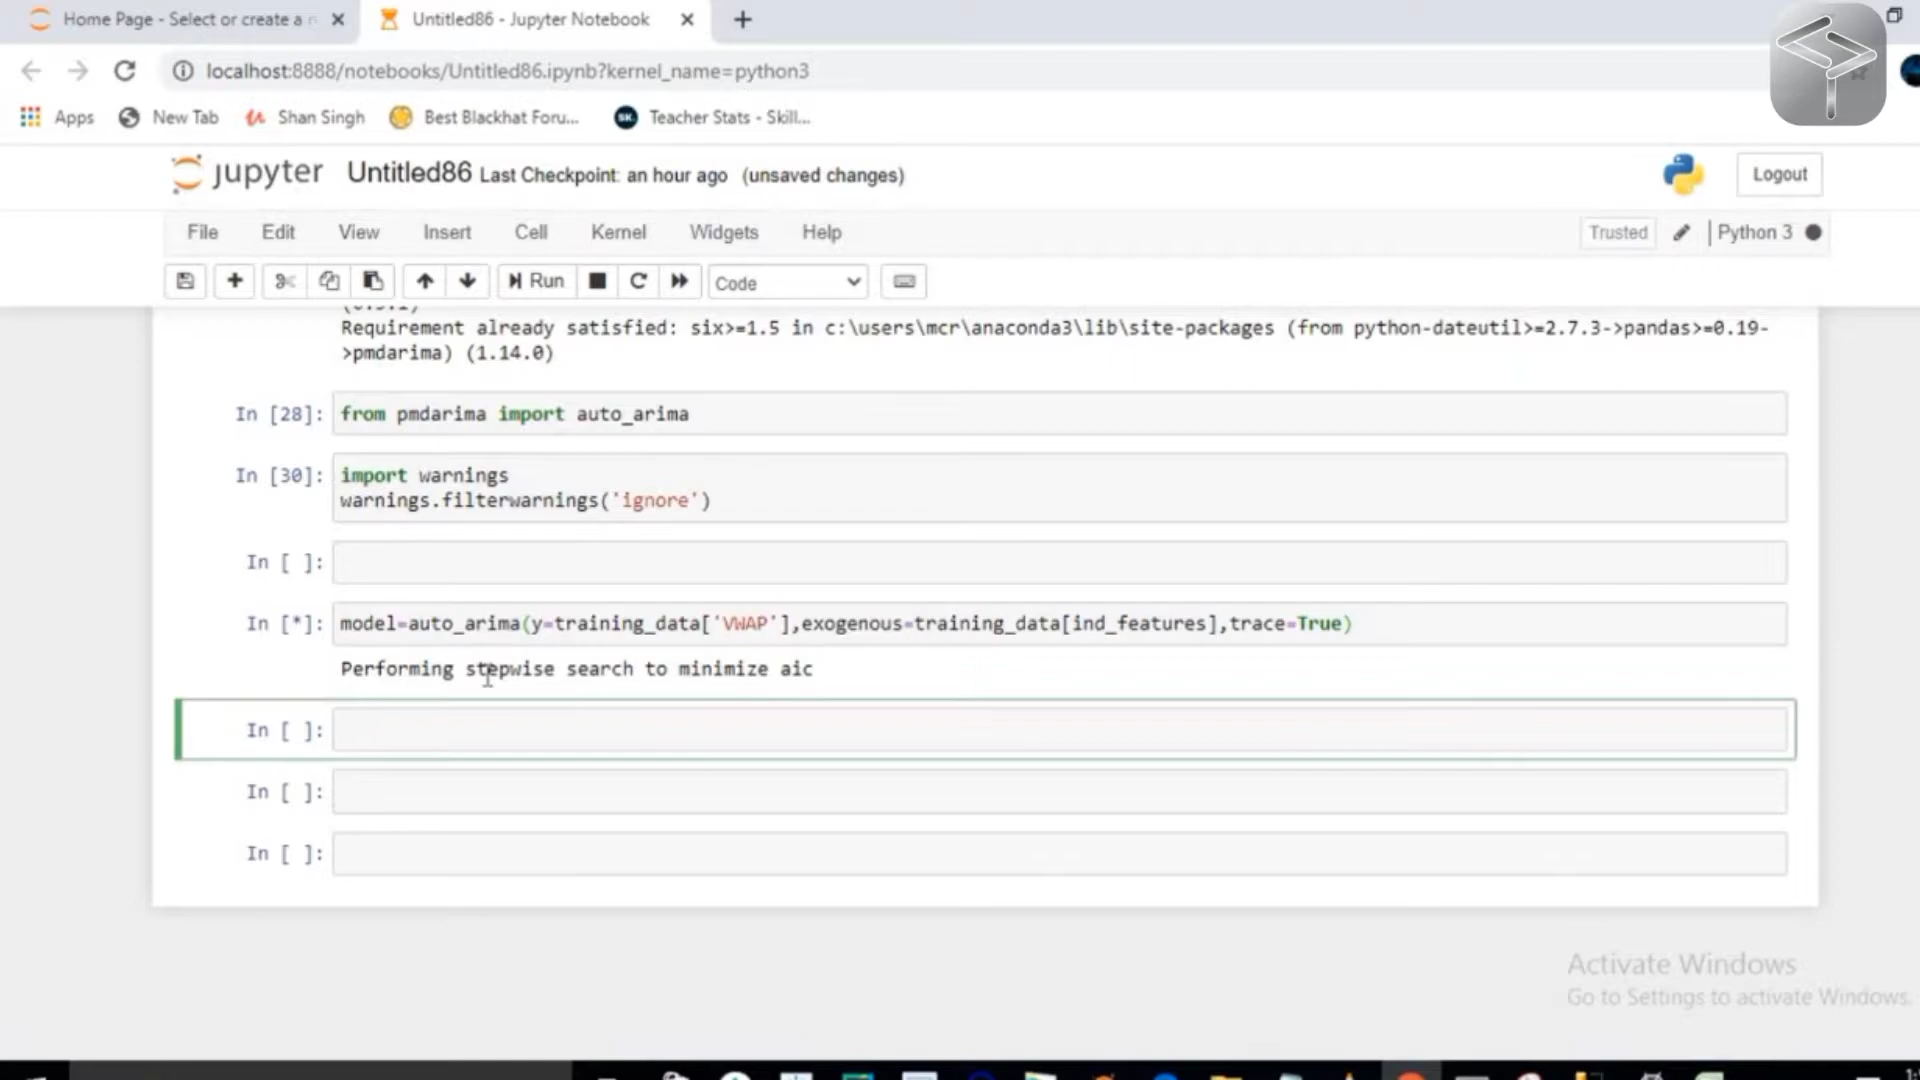 Home Page - Select or create a n
Untitled86 - Jupyter Notebook
localhost:8888/notebooks/Untitled86.ipynb?kernel_name=python3
Apps New Tab Shan Singh Best Blackhat Foru... SK. Teacher Stats - Skill...
jupyter Untitled86 Last Checkpoint: an hour ago (unsaved changes)
Logout
File Edit View Insert Cell Kernel Widgets Help
Trusted Python 3
Run Code
Requirement already satisfied: six>=1.5 in c:\users\mcr\anaconda3\lib\site-packages (from python-dateutil>=2.7.3->pandas>=0.19-
>pmdarima) (1.14.0)
In [28]: from pmdarima import auto_arima
In [30]: import warnings
warnings.filterwarnings('ignore')
In [ ]:
In [*]: model=auto_arima(y=training_data['VWAP'],exogenous=training_data[ind_features],trace=True)
Performing stepwise search to minimize aic
In [ ]:
In [ ]:
In [ ]:
Activate Windows
Go to Settings to activate Windows.